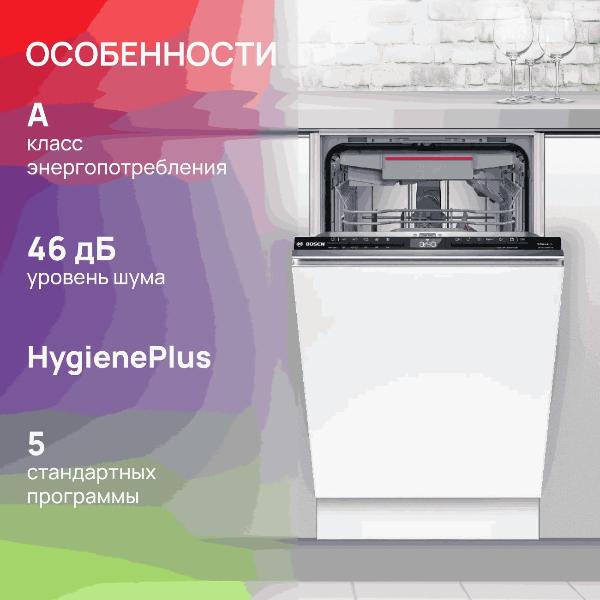 ОСОБЕННОСТИ
A
класс
энергопотребления
46 дБ
уровень шума
HygienePlus
5
стандартных
программы
BOSCH